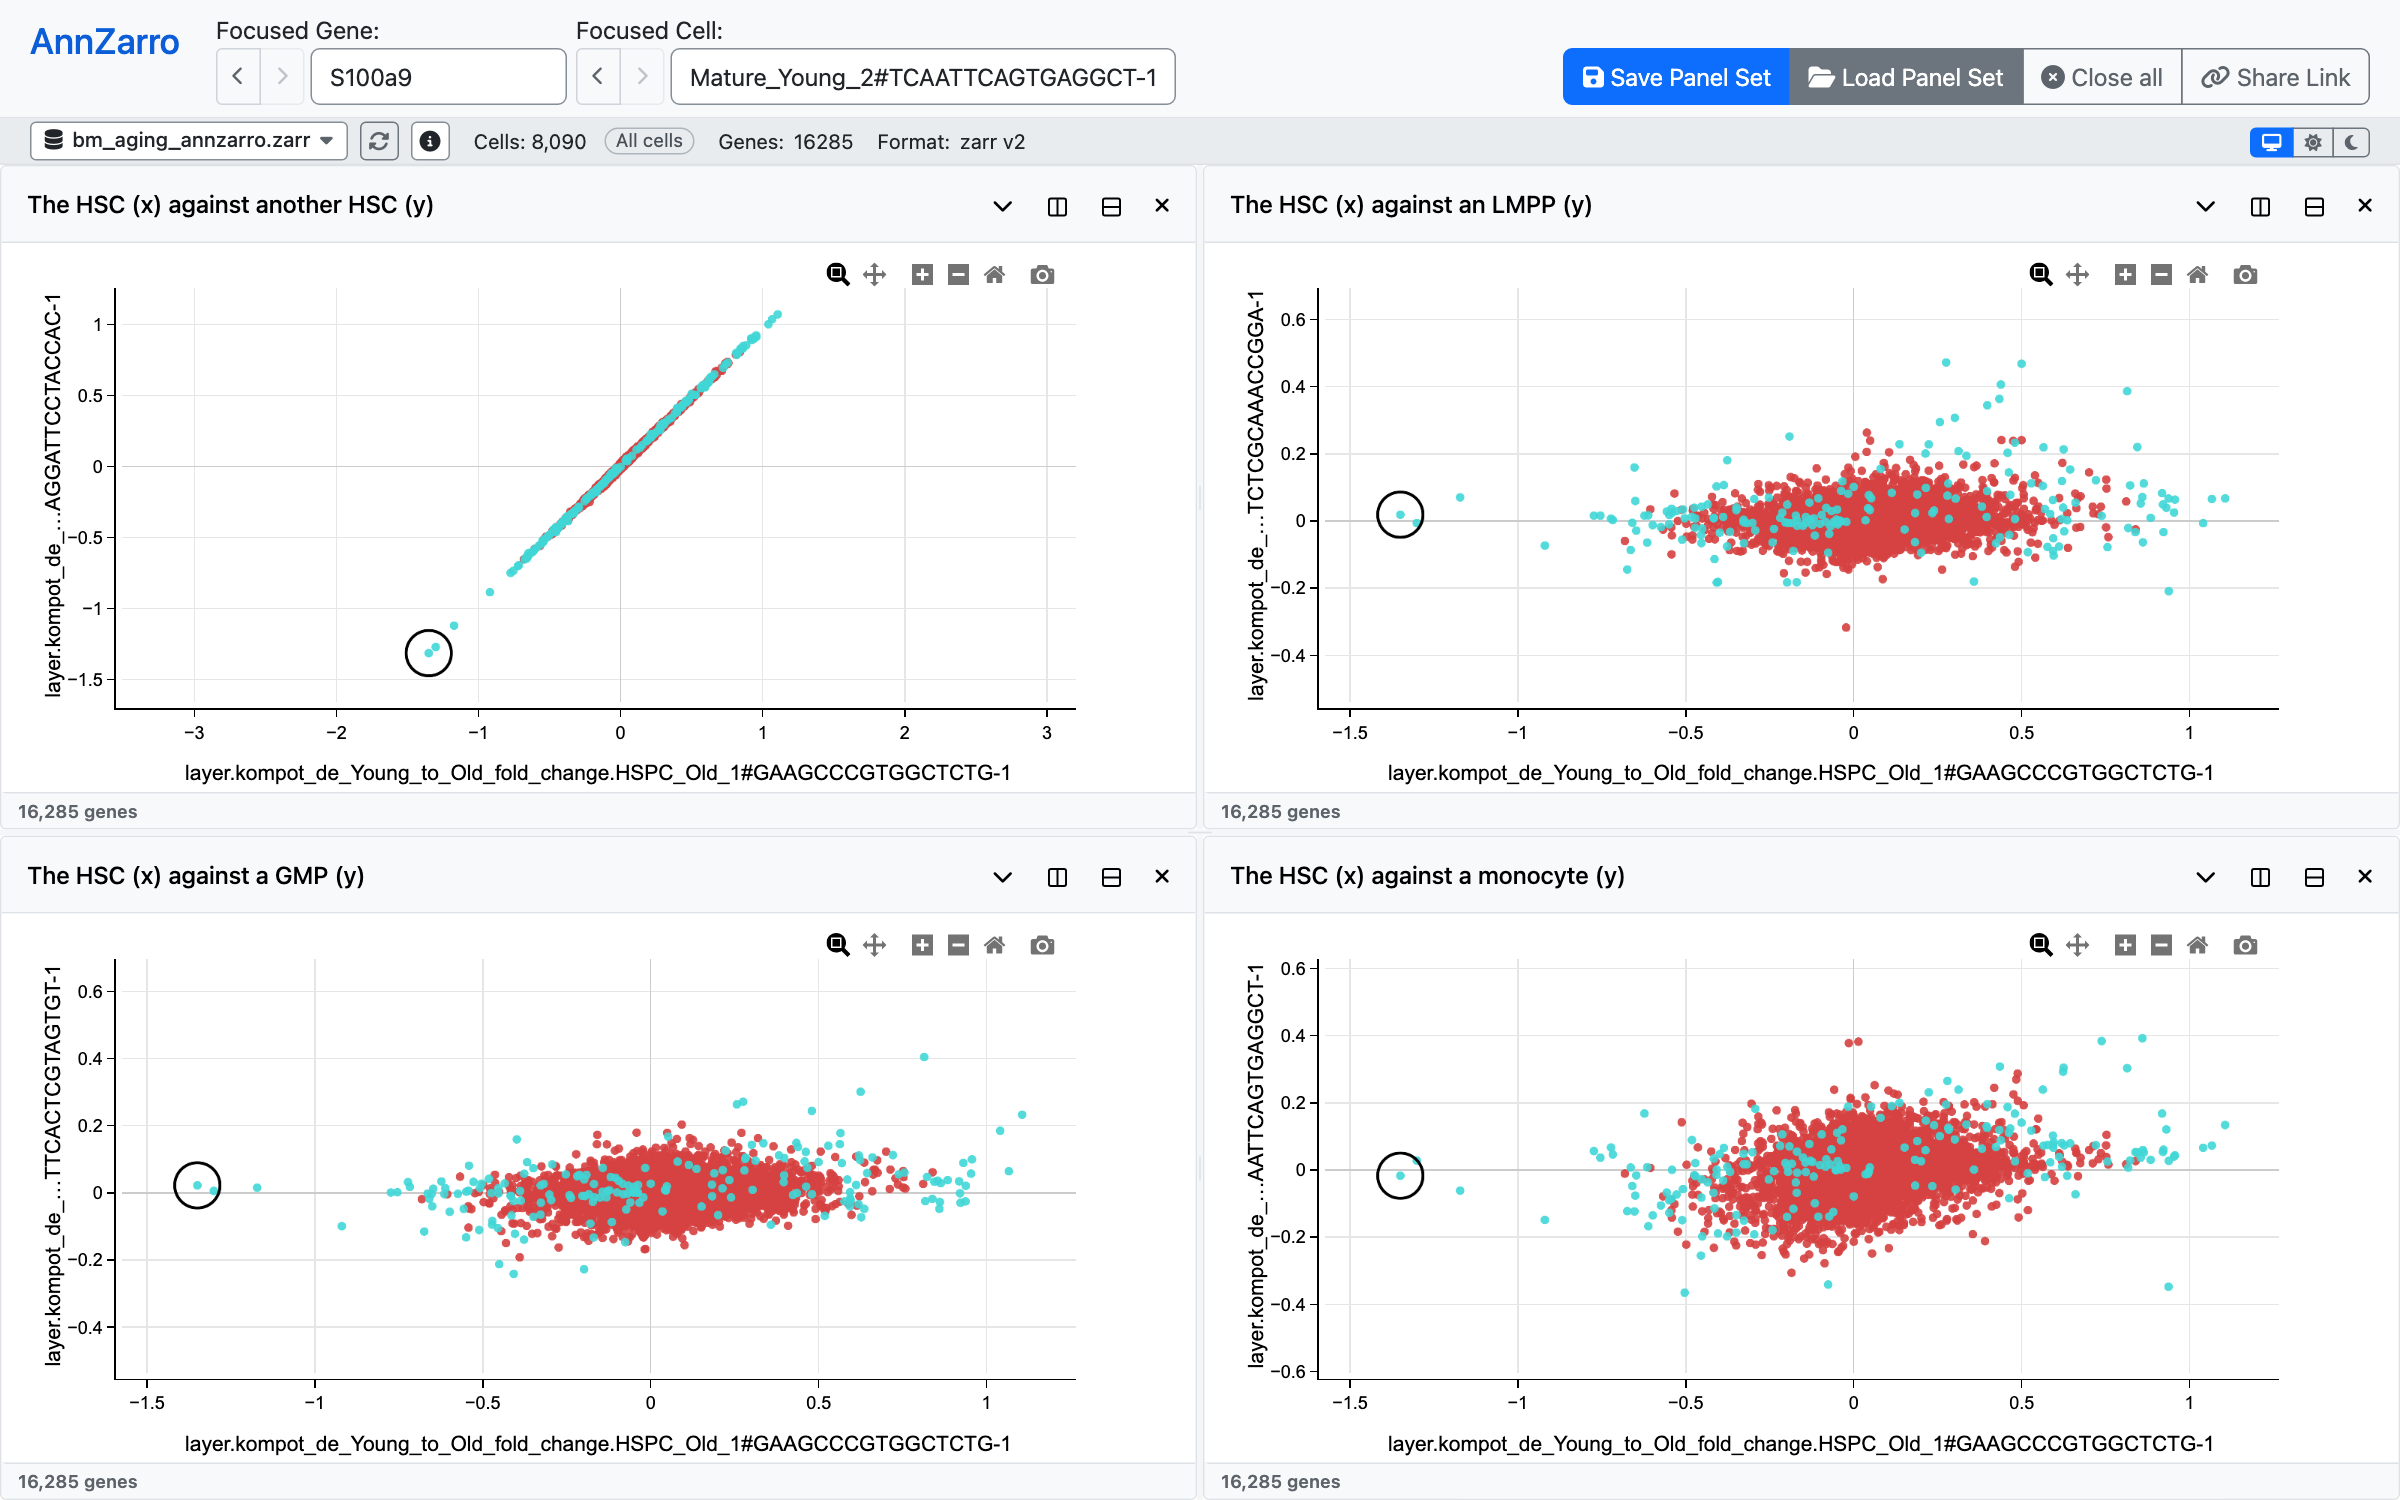 AnnZarro
Focused Gene:
S100a9
Focused Cell:
Mature_Young_2#TCAATTCAGTGAGGCT-1
Save Panel Set
Load Panel Set
Close all
Share Link
bm_aging_annzarro.zarr
Cells: 8,090
All cells
Genes: 16285
Format: zarr v2
The HSC (x) against another HSC (y)
layer.kompot_de_...AGGATTCCTACCAC-1
1
0.5
0
−0.5
−1
−1.5
−3
−2
−1
0
1
2
3
layer.kompot_de_Young_to_Old_fold_change.HSPC_Old_1#GAAGCCCGTGGCTCTG-1
16,285 genes
The HSC (x) against an LMPP (y)
layer.kompot_de_...TCTCGCAAACCGGA-1
0.6
0.4
0.2
0
−0.2
−0.4
−1.5
−1
−0.5
0
0.5
1
layer.kompot_de_Young_to_Old_fold_change.HSPC_Old_1#GAAGCCCGTGGCTCTG-1
16,285 genes
The HSC (x) against a GMP (y)
layer.kompot_de_...TTCACTCGTAGTGT-1
0.6
0.4
0.2
0
−0.2
−0.4
−1.5
−1
−0.5
0
0.5
1
layer.kompot_de_Young_to_Old_fold_change.HSPC_Old_1#GAAGCCCGTGGCTCTG-1
16,285 genes
The HSC (x) against a monocyte (y)
layer.kompot_de_...AATTCAGTGAGGCT-1
0.6
0.4
0.2
0
−0.2
−0.4
−0.6
−1.5
−1
−0.5
0
0.5
1
layer.kompot_de_Young_to_Old_fold_change.HSPC_Old_1#GAAGCCCGTGGCTCTG-1
16,285 genes